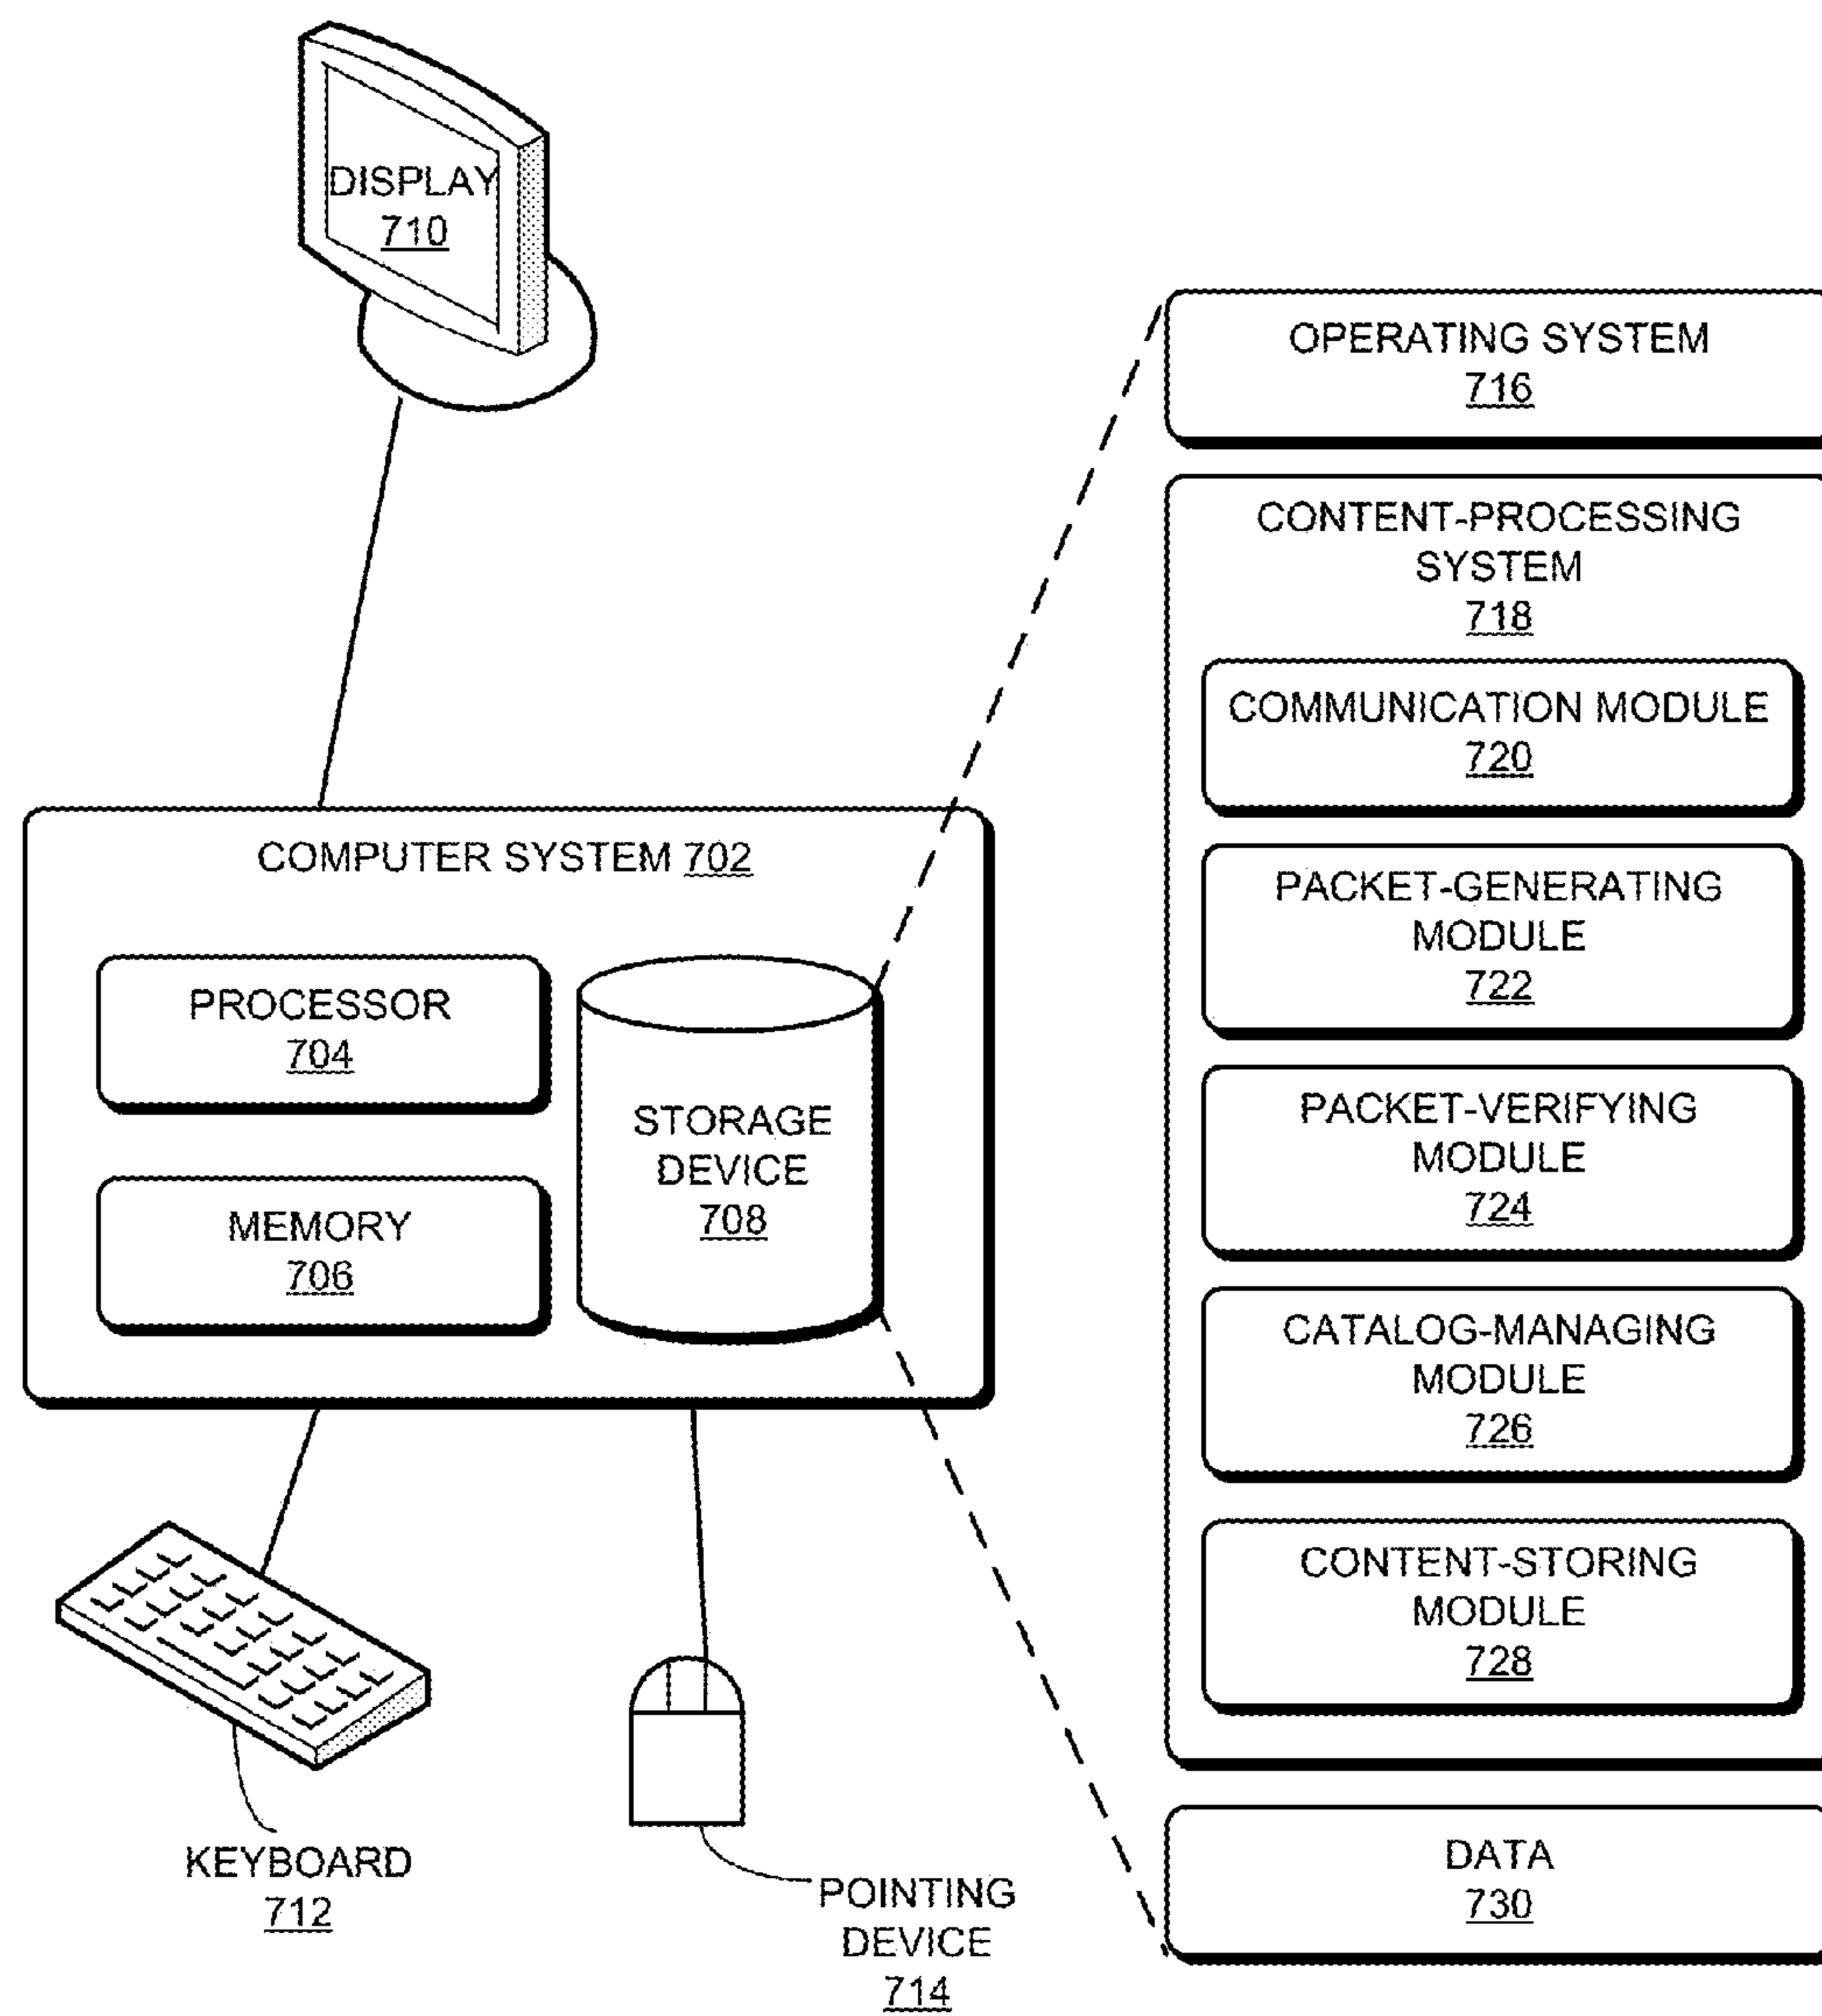 DISPLAY
710
COMPUTER SYSTEM 702
PROCESSOR
704
MEMORY
706
STORAGE
DEVICE
708
KEYBOARD
712
POINTING
DEVICE
714
OPERATING SYSTEM
716
CONTENT-PROCESSING
SYSTEM
718
COMMUNICATION MODULE
720
PACKET-GENERATING
MODULE
722
PACKET-VERIFYING
MODULE
724
CATALOG-MANAGING
MODULE
726
CONTENT-STORING
MODULE
728
DATA
730